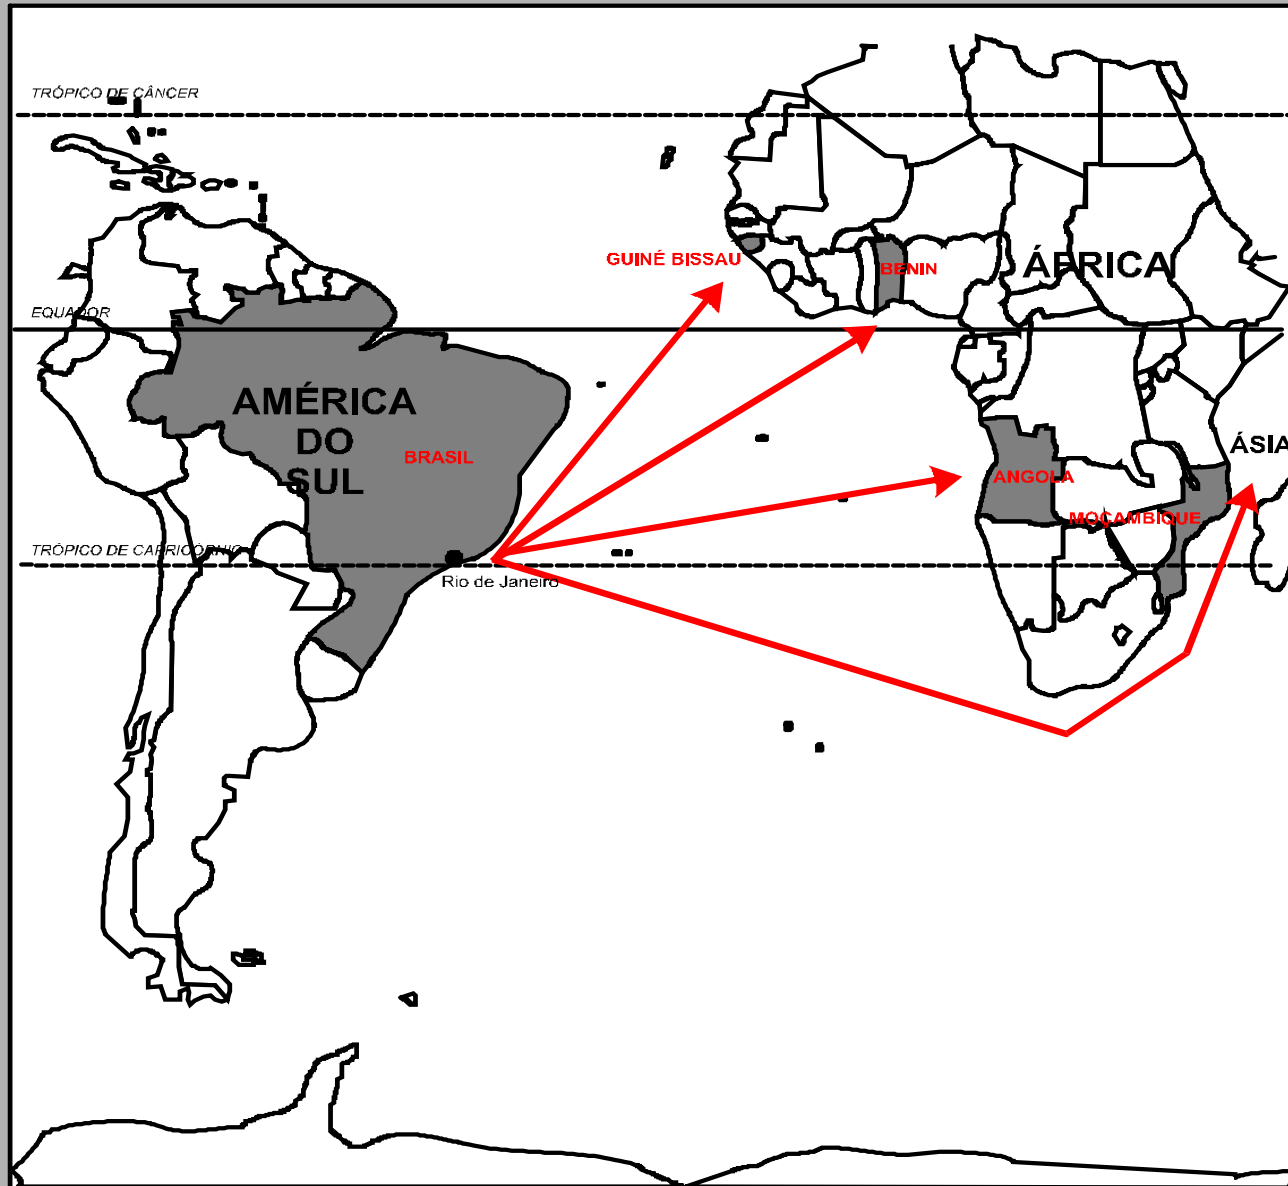 TRÓPICO DE CÂNCER
GUINÉ BISSAU
BENIN
ÁFRICA
EQUADOR
AMÉRICA
DO
SUL
BRASIL
ÁSIA
ANGOLA
MOÇAMBIQUE
TRÓPICO DE CAPRICÓRNIO
Rio de Janeiro